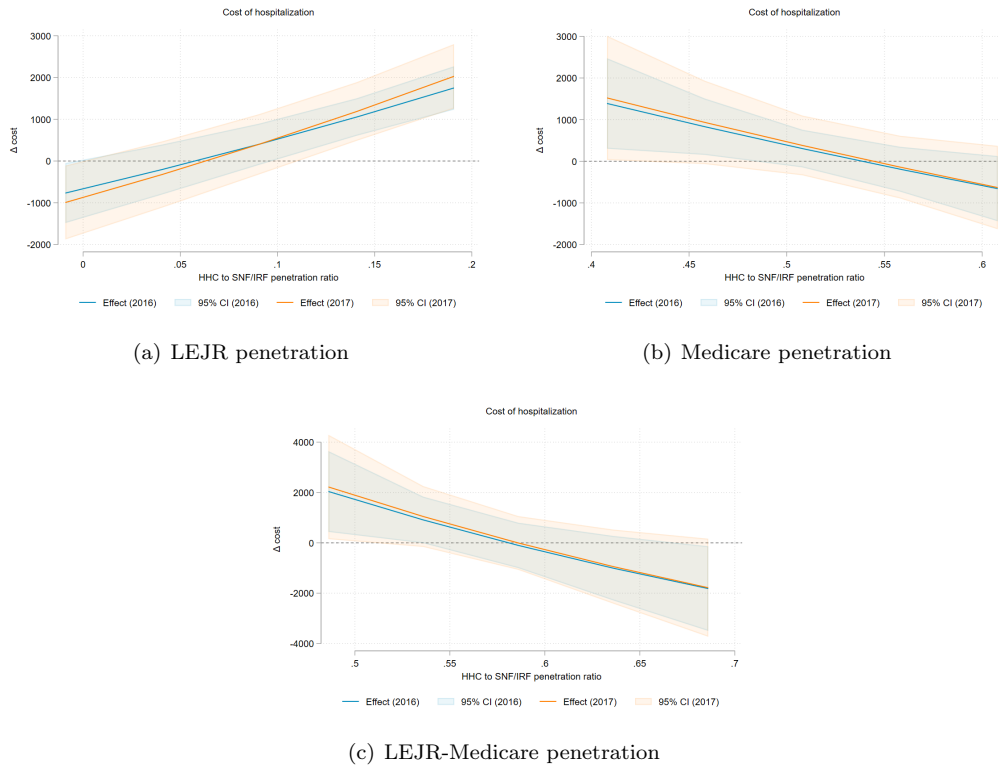 Cost of hospitalization
3000
2000
1000
0
-1000
-2000
Δ cost
0 .05 .1 .15 .2
HHC to SNF/IRF penetration ratio
Effect (2016) 95% CI (2016) Effect (2017) 95% CI (2017)
(a) LEJR penetration
Cost of hospitalization
3000
2000
1000
0
-1000
-2000
Δ cost
.4 .45 .5 .55 .6
HHC to SNF/IRF penetration ratio
Effect (2016) 95% CI (2016) Effect (2017) 95% CI (2017)
(b) Medicare penetration
Cost of hospitalization
4000
2000
0
-2000
-4000
Δ cost
.5 .55 .6 .65 .7
HHC to SNF/IRF penetration ratio
Effect (2016) 95% CI (2016) Effect (2017) 95% CI (2017)
(c) LEJR-Medicare penetration